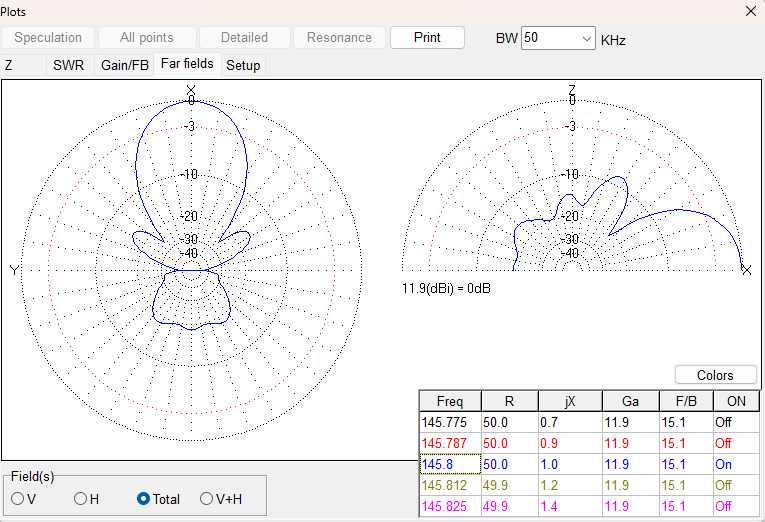 Plots
Speculation All points Detailed Resonance Print BW 50 KHz
Z SWR Gain/FB Far fields Setup
X
0
-3
-10
-20
-30
-40
Y
Z
0
-3
-10
-20
-30
-40
X
11.9(dBi) = 0dB
Colors
Freq R jX Ga F/B ON
145.775 50.0 0.7 11.9 15.1 Off
145.787 50.0 0.9 11.9 15.1 Off
145.8 50.0 1.0 11.9 15.1 On
145.812 49.9 1.2 11.9 15.1 Off
145.825 49.9 1.4 11.9 15.1 Off
Field(s)
V H Total V+H